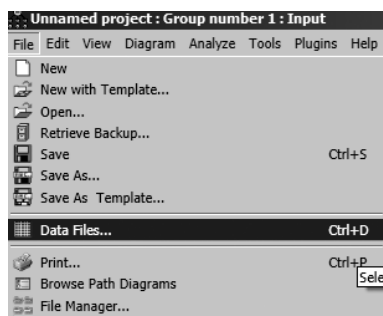 Unnamed project : Group number 1 : Input
File Edit View Diagram Analyze Tools Plugins Help
New
New with Template...
Open...
Retrieve Backup...
Save Ctrl+S
Save As...
Save As Template...
Data Files... Ctrl+D
Print... Ctrl+P
Sele
Browse Path Diagrams
File Manager...